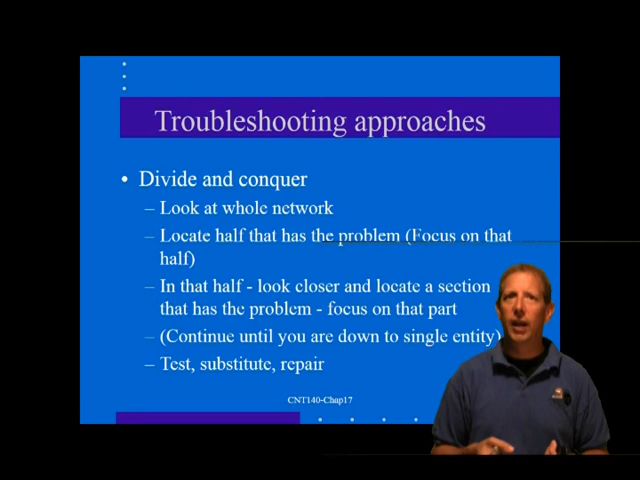 Troubleshooting approaches
• Divide and conquer
– Look at whole network
– Locate half that has the problem (Focus on that
half)
– In that half - look closer and locate a section
that has the problem - focus on that part
– (Continue until you are down to single entity)
– Test, substitute, repair
CNT140-Chap17